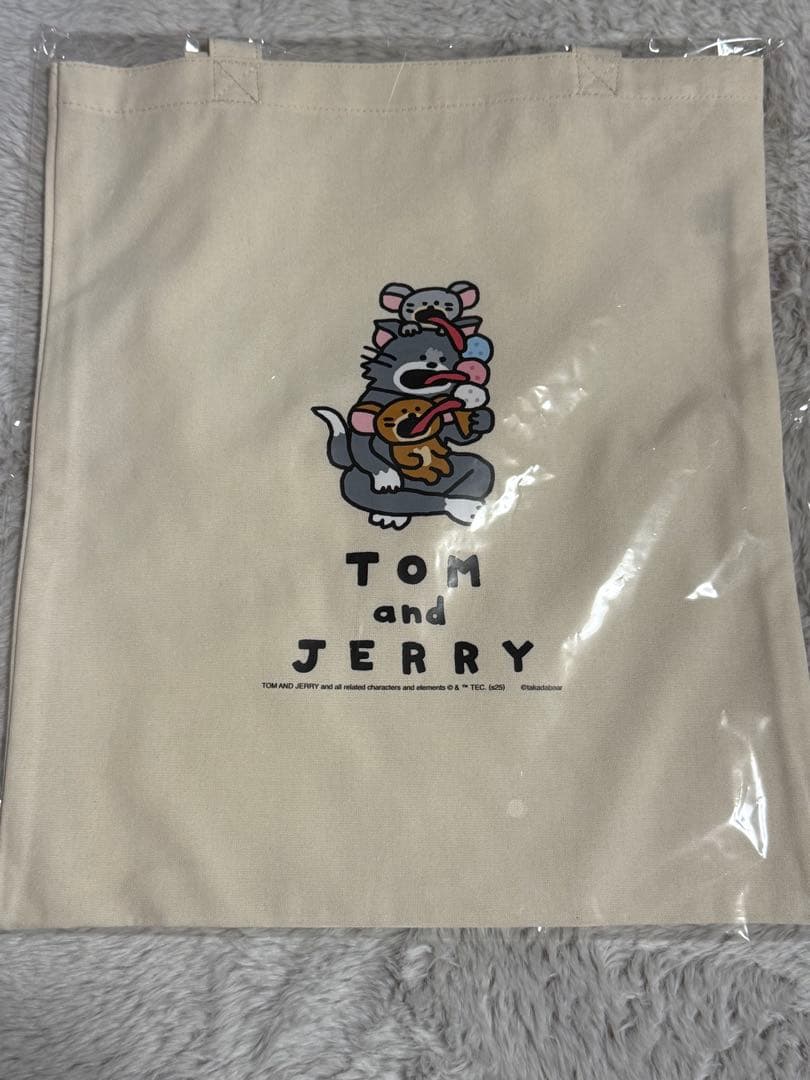 TOM
and
JERRY
TOM AND JERRY and all related characters and elements © & ™ TEC. (s25) ©takadabear